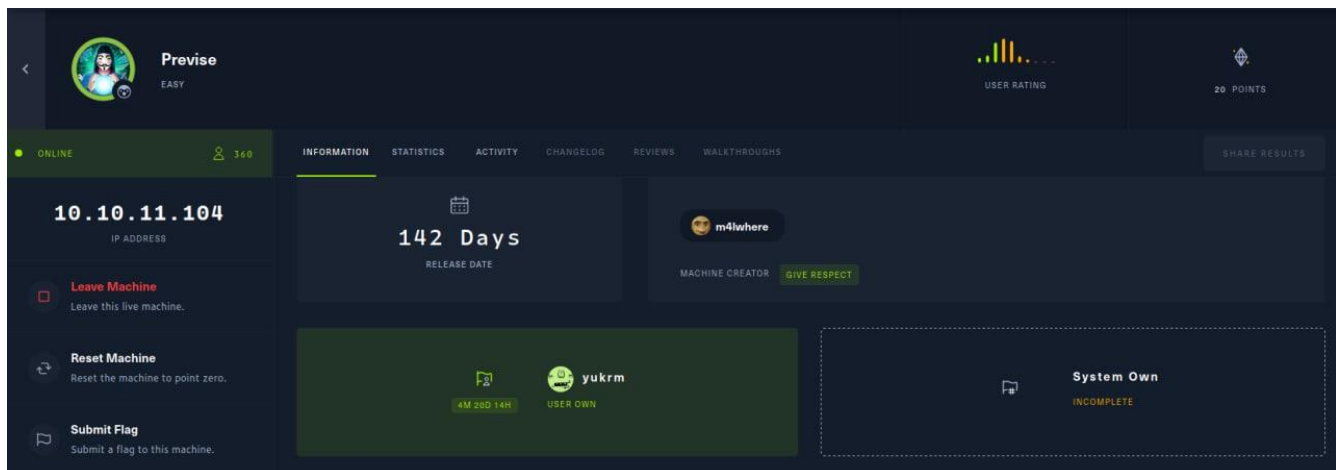 Previse
EASY
USER RATING
20 POINTS
ONLINE
360
INFORMATION STATISTICS ACTIVITY CHANGELOG REVIEWS WALKTHROUGHS
SHARE RESULTS
10.10.11.104
IP ADDRESS
Leave Machine
Leave this live machine.
Reset Machine
Reset the machine to point zero.
Submit Flag
Submit a flag to this machine.
142 Days
RELEASE DATE
m4lwhere
MACHINE CREATOR GIVE RESPECT
yukrm
4M 20D 14H USER OWN
System Own
INCOMPLETE